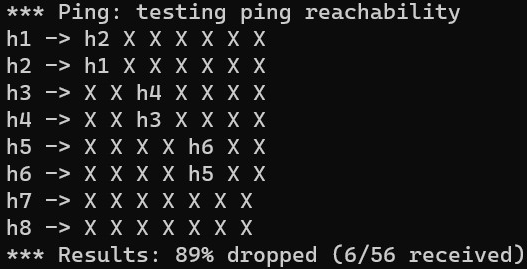 *** Ping: testing ping reachability
h1 -> h2 X X X X X X
h2 -> h1 X X X X X X
h3 -> X X h4 X X X X
h4 -> X X h3 X X X X
h5 -> X X X X h6 X X
h6 -> X X X X h5 X X
h7 -> X X X X X X X
h8 -> X X X X X X X
*** Results: 89% dropped (6/56 received)